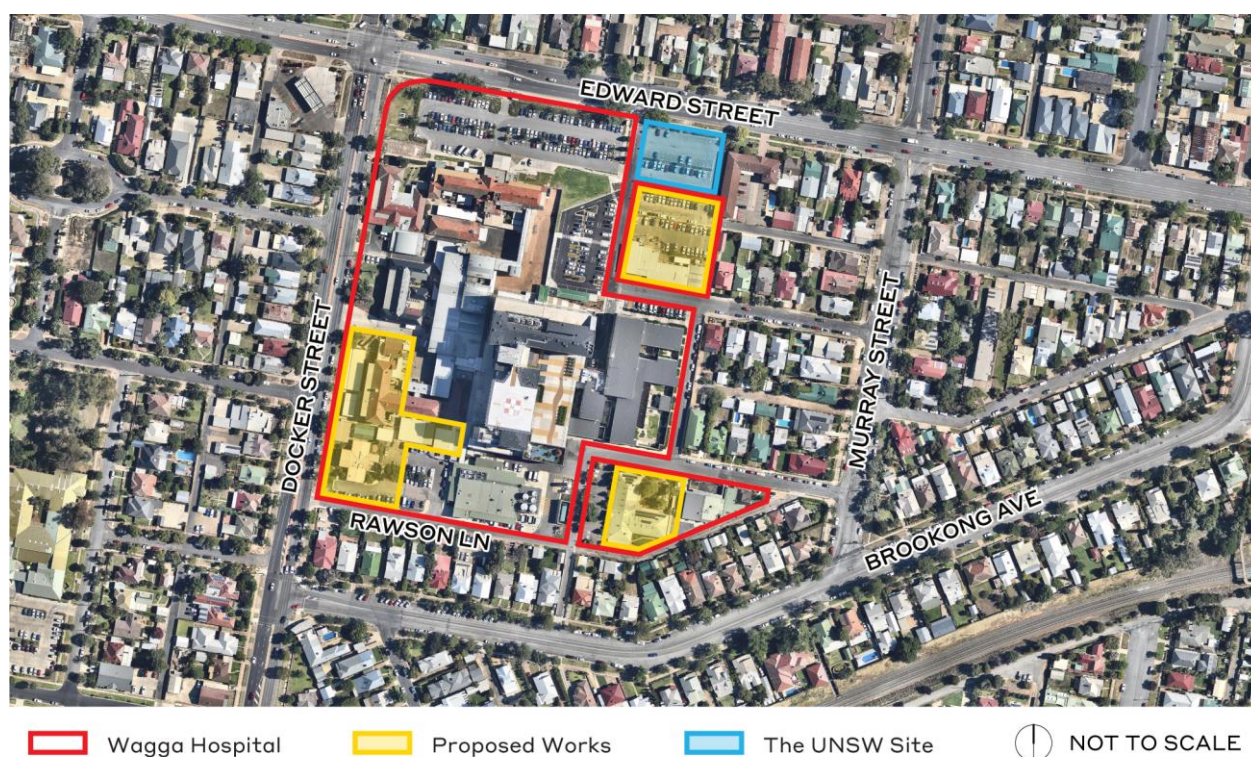 EDWARD STREET
DOCKER STREET
MURRAY STREET
RAWSON LN
BROOKONG AVE
Wagga Hospital
Proposed Works
The UNSW Site
NOT TO SCALE